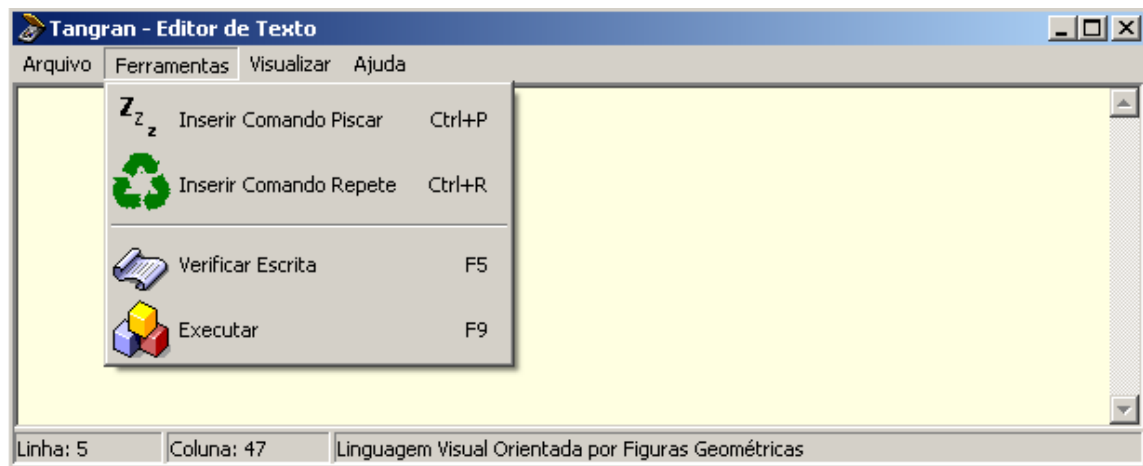 Tangran - Editor de Texto
Arquivo Ferramentas Visualizar Ajuda
Zzz Inserir Comando Piscar Ctrl+P
Inserir Comando Repete Ctrl+R
Verificar Escrita F5
Executar F9
Linha: 5 Coluna: 47 Linguagem Visual Orientada por Figuras Geométricas